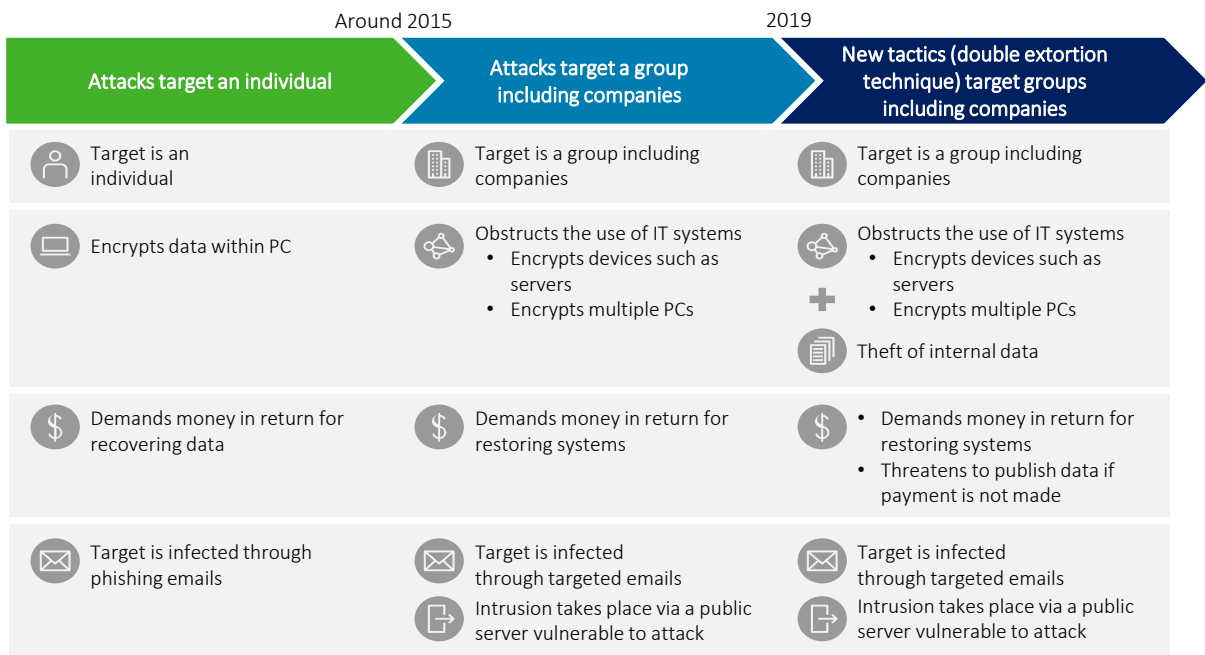 Around 2015
2019
Attacks target an individual
Attacks target a group
including companies
New tactics (double extortion
technique) target groups
including companies
Target is an
individual
Target is a group including
companies
Target is a group including
companies
Encrypts data within PC
Obstructs the use of IT systems
• Encrypts devices such as
servers
• Encrypts multiple PCs
Obstructs the use of IT systems
• Encrypts devices such as
servers
• Encrypts multiple PCs
Theft of internal data
$
Demands money in return for
recovering data
$
Demands money in return for
restoring systems
$
• Demands money in return for
restoring systems
• Threatens to publish data if
payment is not made
Target is infected through
phishing emails
Target is infected
through targeted emails
Intrusion takes place via a public
server vulnerable to attack
Target is infected
through targeted emails
Intrusion takes place via a public
server vulnerable to attack